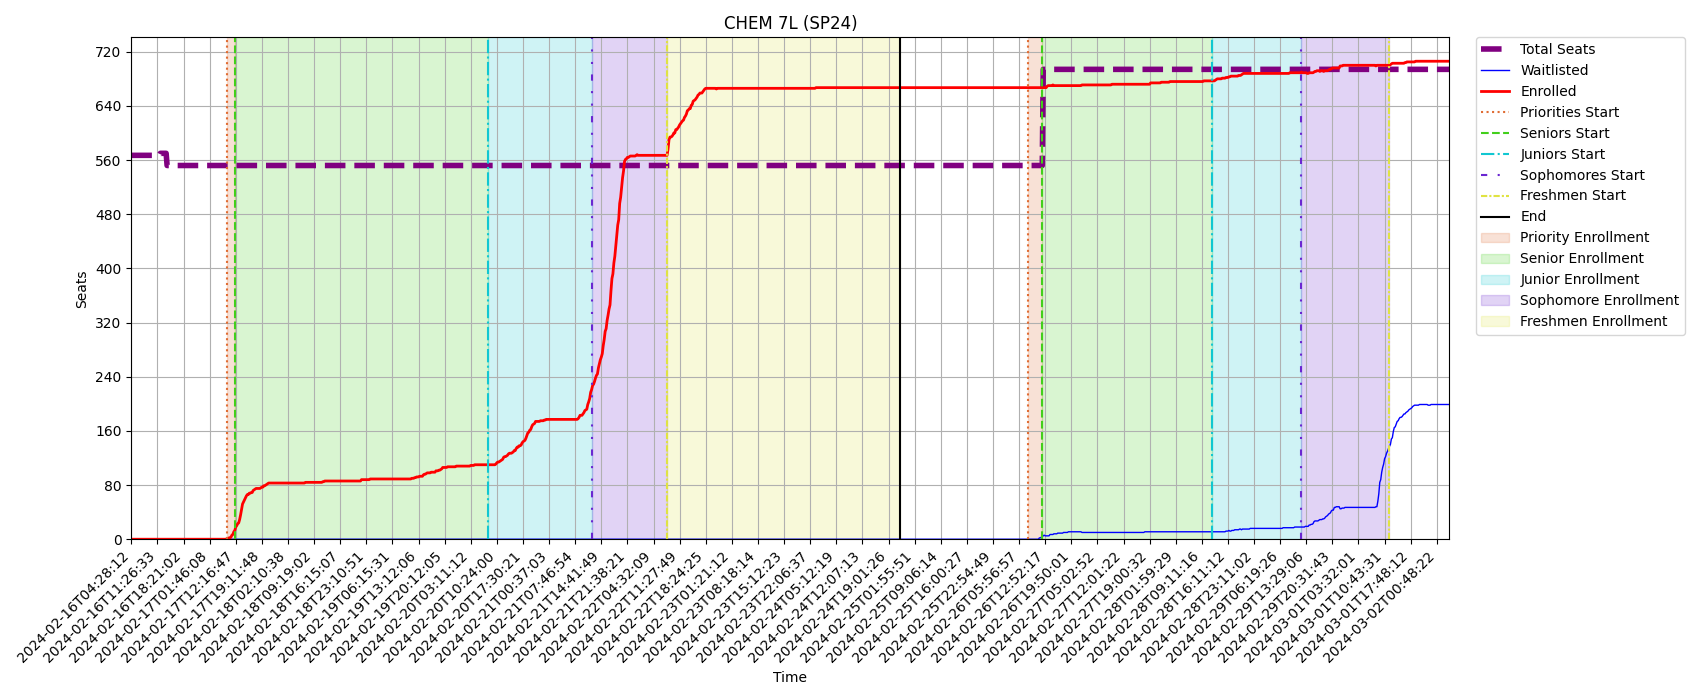 CHEM 7L (SP24)
Seats
720
640
560
480
400
320
240
160
80
0
2024-02-16T04:28:12
2024-02-16T11:26:33
2024-02-16T18:21:02
2024-02-17T01:46:08
2024-02-17T12:16:47
2024-02-17T19:11:48
2024-02-18T02:10:38
2024-02-18T09:19:02
2024-02-18T16:15:07
2024-02-18T23:10:51
2024-02-19T06:15:31
2024-02-19T13:12:06
2024-02-19T20:12:05
2024-02-20T03:11:12
2024-02-20T10:24:00
2024-02-20T17:30:21
2024-02-21T00:37:03
2024-02-21T07:46:54
2024-02-21T14:41:49
2024-02-21T21:38:21
2024-02-22T04:32:09
2024-02-22T11:27:49
2024-02-22T18:24:25
2024-02-23T01:21:12
2024-02-23T08:18:14
2024-02-23T15:12:23
2024-02-23T22:06:37
2024-02-24T05:12:19
2024-02-24T12:07:13
2024-02-24T19:01:26
2024-02-25T01:55:51
2024-02-25T09:06:14
2024-02-25T16:00:27
2024-02-25T22:54:49
2024-02-26T05:56:57
2024-02-26T12:52:17
2024-02-26T19:50:01
2024-02-27T05:02:52
2024-02-27T12:01:22
2024-02-27T19:00:32
2024-02-28T01:59:29
2024-02-28T09:11:16
2024-02-28T16:11:12
2024-02-28T23:11:02
2024-02-29T06:19:26
2024-02-29T13:29:06
2024-02-29T20:31:43
2024-03-01T03:32:01
2024-03-01T10:43:31
2024-03-01T17:48:12
2024-03-02T00:48:22
Time
Total Seats
Waitlisted
Enrolled
Priorities Start
Seniors Start
Juniors Start
Sophomores Start
Freshmen Start
End
Priority Enrollment
Senior Enrollment
Junior Enrollment
Sophomore Enrollment
Freshmen Enrollment